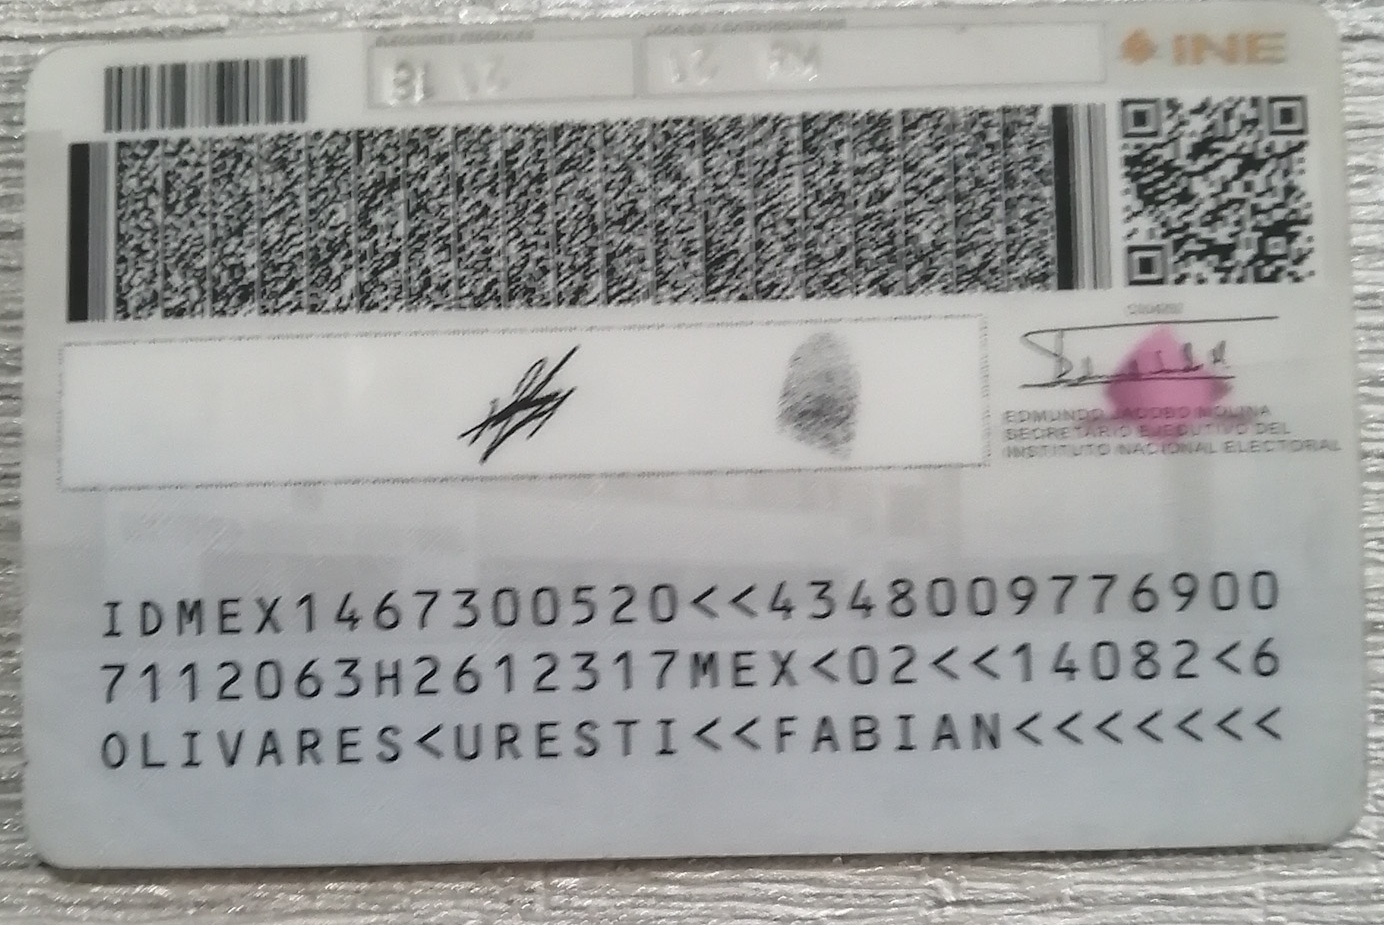 INE
EDMUNDO JACOBO MOLINA
SECRETARIO EJECUTIVO DEL
INSTITUTO NACIONAL ELECTORAL
IDMEX1467300520<<4348009776900
7112063H2612317MEX<02<<14082<6
OLIVARES<URESTI<<FABIAN<<<<<<<